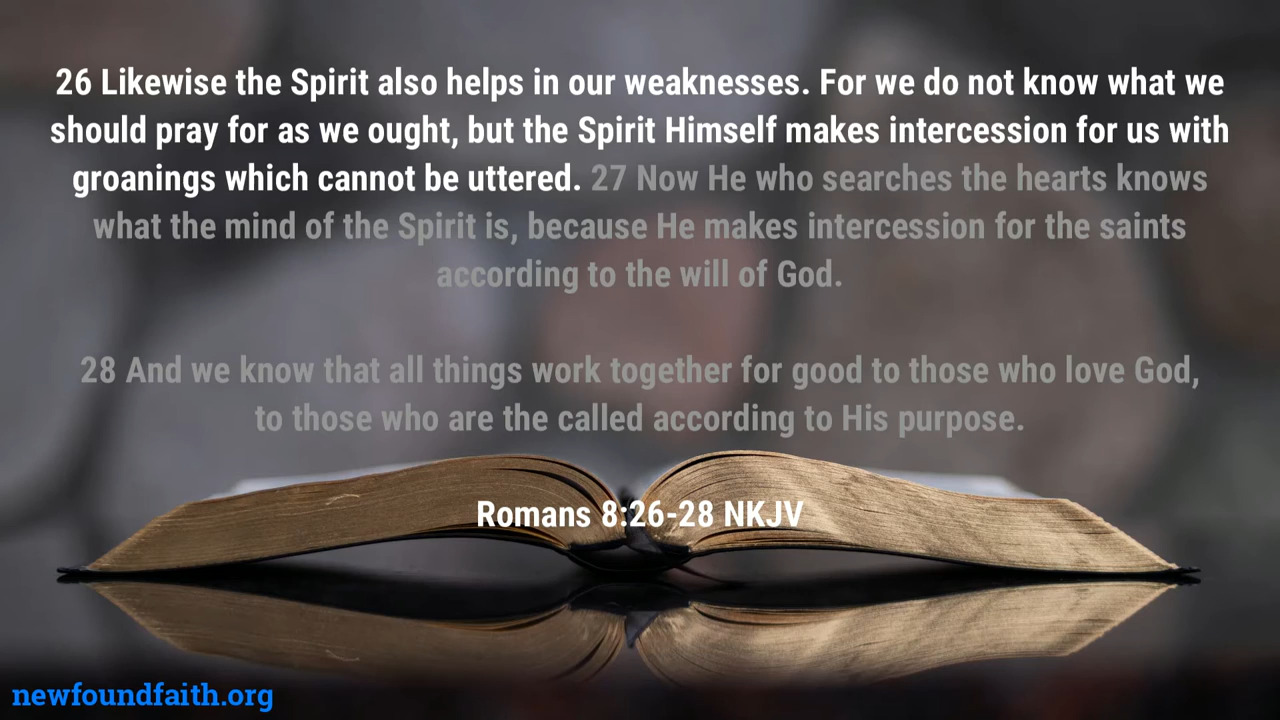 26 Likewise the Spirit also helps in our weaknesses. For we do not know what we
should pray for as we ought, but the Spirit Himself makes intercession for us with
groanings which cannot be uttered. 27 Now He who searches the hearts knows
what the mind of the Spirit is, because He makes intercession for the saints
according to the will of God.
28 And we know that all things work together for good to those who love God,
to those who are the called according to His purpose.
Romans 8:26-28 NKJV
newfoundfaith.org